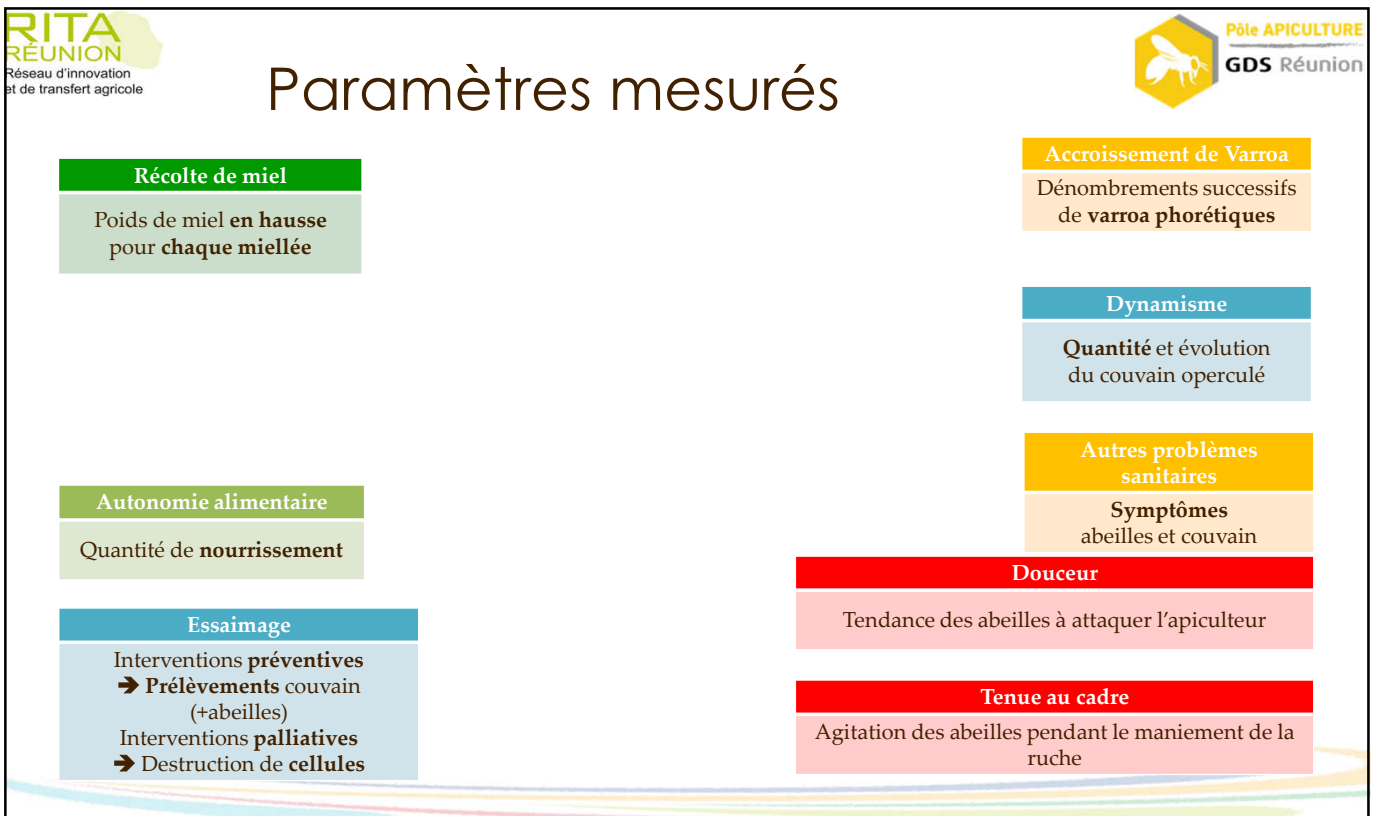 RITA
RÉUNION
Réseau d'innovation
et de transfert agricole
Pôle APICULTURE
GDS Réunion
Paramètres mesurés
Récolte de miel
Poids de miel en hausse
pour chaque miellée
Autonomie alimentaire
Quantité de nourrissement
Essaimage
Interventions préventives
➔ Prélèvements couvain
(+abeilles)
Interventions palliatives
➔ Destruction de cellules
Accroissement de Varroa
Dénombrements successifs
de varroa phorétiques
Dynamisme
Quantité et évolution
du couvain operculé
Autres problèmes
sanitaires
Symptômes
abeilles et couvain
Douceur
Tendance des abeilles à attaquer l'apiculteur
Tenue au cadre
Agitation des abeilles pendant le maniement de la
ruche